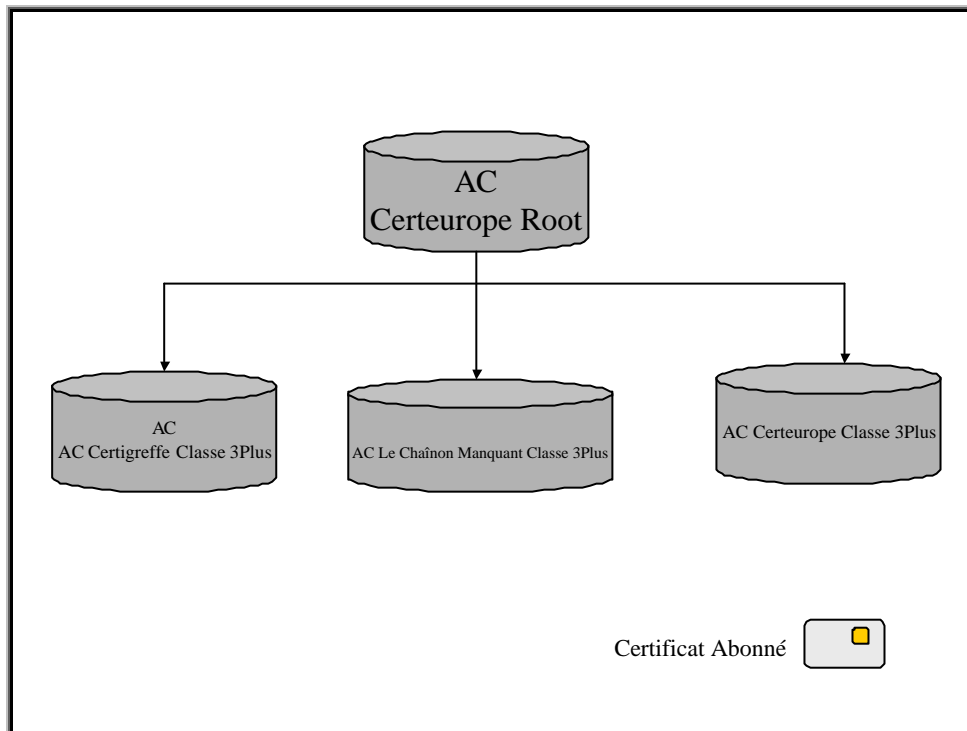 AC
Certeurope Root
AC
AC Certigreffe Classe 3Plus
AC Le Chaînon Manquant Classe 3Plus
AC Certeurope Classe 3Plus
Certificat Abonné